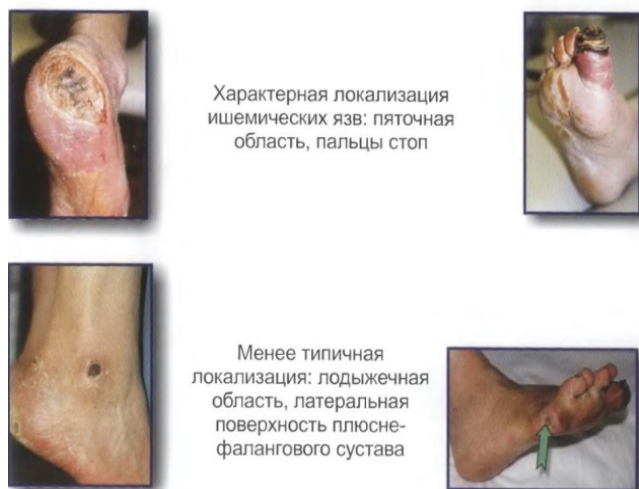 Характерная локализация
ишемических язв: пяточная
область, пальцы стоп
Менее типичная
локализация: лодыжечная
область, латеральная
поверхность плюсне-
фалангового сустава